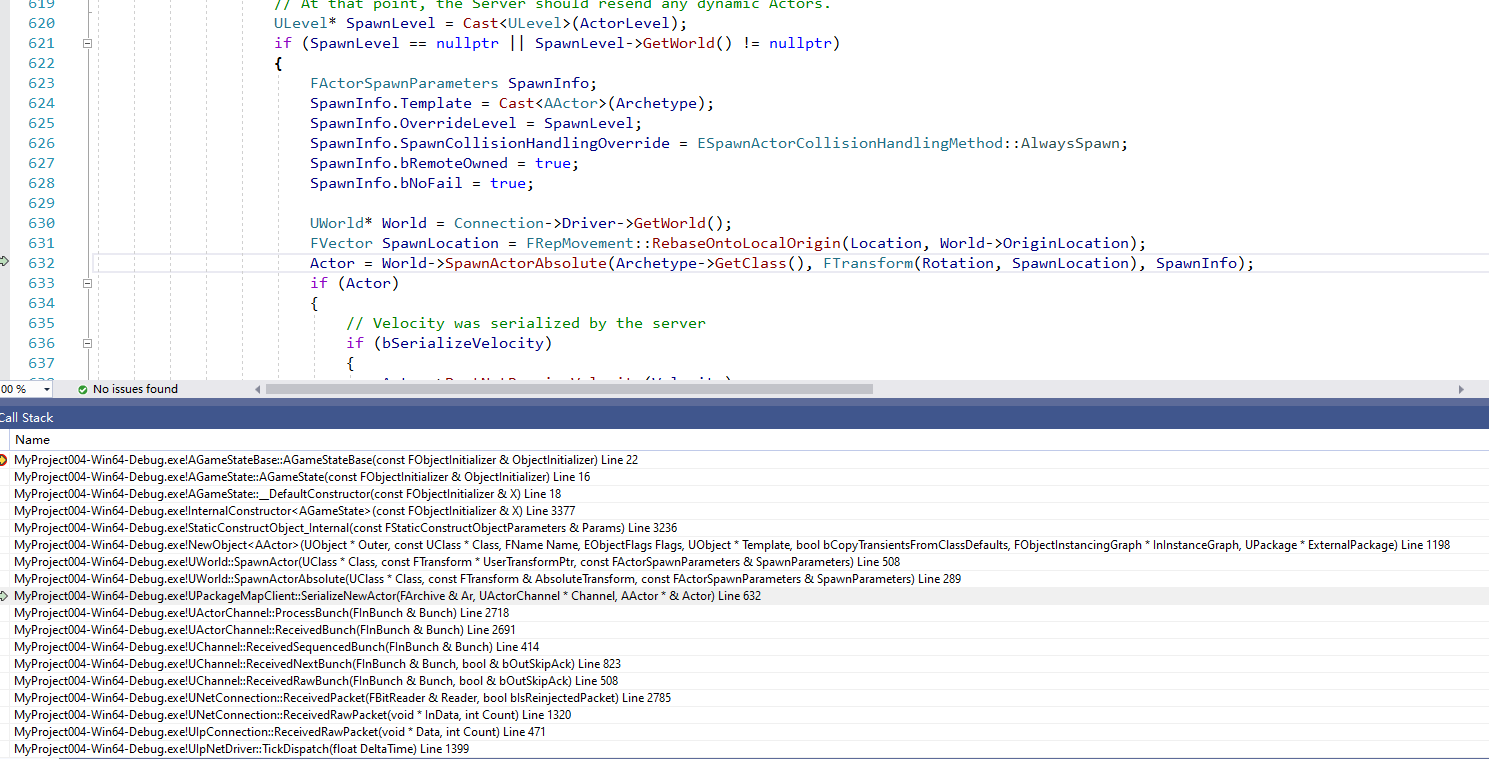 619 // At that point, the Server should resend any dynamic Actors.
620 ULevel* SpawnLevel = Cast<ULevel>(ActorLevel);
621 if (SpawnLevel == nullptr || SpawnLevel->GetWorld() != nullptr)
622 {
623 FActorSpawnParameters SpawnInfo;
624 SpawnInfo.Template = Cast<AActor>(Archetype);
625 SpawnInfo.OverrideLevel = SpawnLevel;
626 SpawnInfo.SpawnCollisionHandlingOverride = ESpawnActorCollisionHandlingMethod::AlwaysSpawn;
627 SpawnInfo.bRemoteOwned = true;
628 SpawnInfo.bNoFail = true;
629
630 UWorld* World = Connection->Driver->GetWorld();
631 FVector SpawnLocation = FRepMovement::RebaseOntoLocalOrigin(Location, World->OriginLocation);
632 Actor = World->SpawnActorAbsolute(Archetype->GetClass(), FTransform(Rotation, SpawnLocation), SpawnInfo);
633 if (Actor)
634 {
635 // Velocity was serialized by the server
636 if (bSerializeVelocity)
637 {
00 % No issues found
Call Stack
Name
MyProject004-Win64-Debug.exe!AGameStateBase::AGameStateBase(const FObjectInitializer & ObjectInitializer) Line 22
MyProject004-Win64-Debug.exe!AGameState::AGameState(const FObjectInitializer & ObjectInitializer) Line 16
MyProject004-Win64-Debug.exe!AGameState::__DefaultConstructor(const FObjectInitializer & X) Line 18
MyProject004-Win64-Debug.exe!InternalConstructor<AGameState>(const FObjectInitializer & X) Line 3377
MyProject004-Win64-Debug.exe!StaticConstructObject_Internal(const FStaticConstructObjectParameters & Params) Line 3236
MyProject004-Win64-Debug.exe!NewObject<AActor>(UObject * Outer, const UClass * Class, FName Name, EObjectFlags Flags, UObject * Template, bool bCopyTransientsFromClassDefaults, FObjectInstancingGraph * InInstanceGraph, UPackage * ExternalPackage) Line 1198
MyProject004-Win64-Debug.exe!UWorld::SpawnActor(UClass * Class, const FTransform * UserTransformPtr, const FActorSpawnParameters & SpawnParameters) Line 508
MyProject004-Win64-Debug.exe!UWorld::SpawnActorAbsolute(UClass * Class, const FTransform & AbsoluteTransform, const FActorSpawnParameters & SpawnParameters) Line 289
MyProject004-Win64-Debug.exe!UPackageMapClient::SerializeNewActor(FArchive & Ar, UActorChannel * Channel, AActor * & Actor) Line 632
MyProject004-Win64-Debug.exe!UActorChannel::ProcessBunch(FInBunch & Bunch) Line 2718
MyProject004-Win64-Debug.exe!UActorChannel::ReceivedBunch(FInBunch & Bunch) Line 2691
MyProject004-Win64-Debug.exe!UChannel::ReceivedSequencedBunch(FInBunch & Bunch) Line 414
MyProject004-Win64-Debug.exe!UChannel::ReceivedNextBunch(FInBunch & Bunch, bool & bOutSkipAck) Line 823
MyProject004-Win64-Debug.exe!UChannel::ReceivedRawBunch(FInBunch & Bunch, bool & bOutSkipAck) Line 508
MyProject004-Win64-Debug.exe!UNetConnection::ReceivedPacket(FBitReader & Reader, bool bIsReinjectedPacket) Line 2785
MyProject004-Win64-Debug.exe!UNetConnection::ReceivedRawPacket(void * InData, int Count) Line 1320
MyProject004-Win64-Debug.exe!UIpConnection::ReceivedRawPacket(void * Data, int Count) Line 471
MyProject004-Win64-Debug.exe!UIpNetDriver::TickDispatch(float DeltaTime) Line 1399